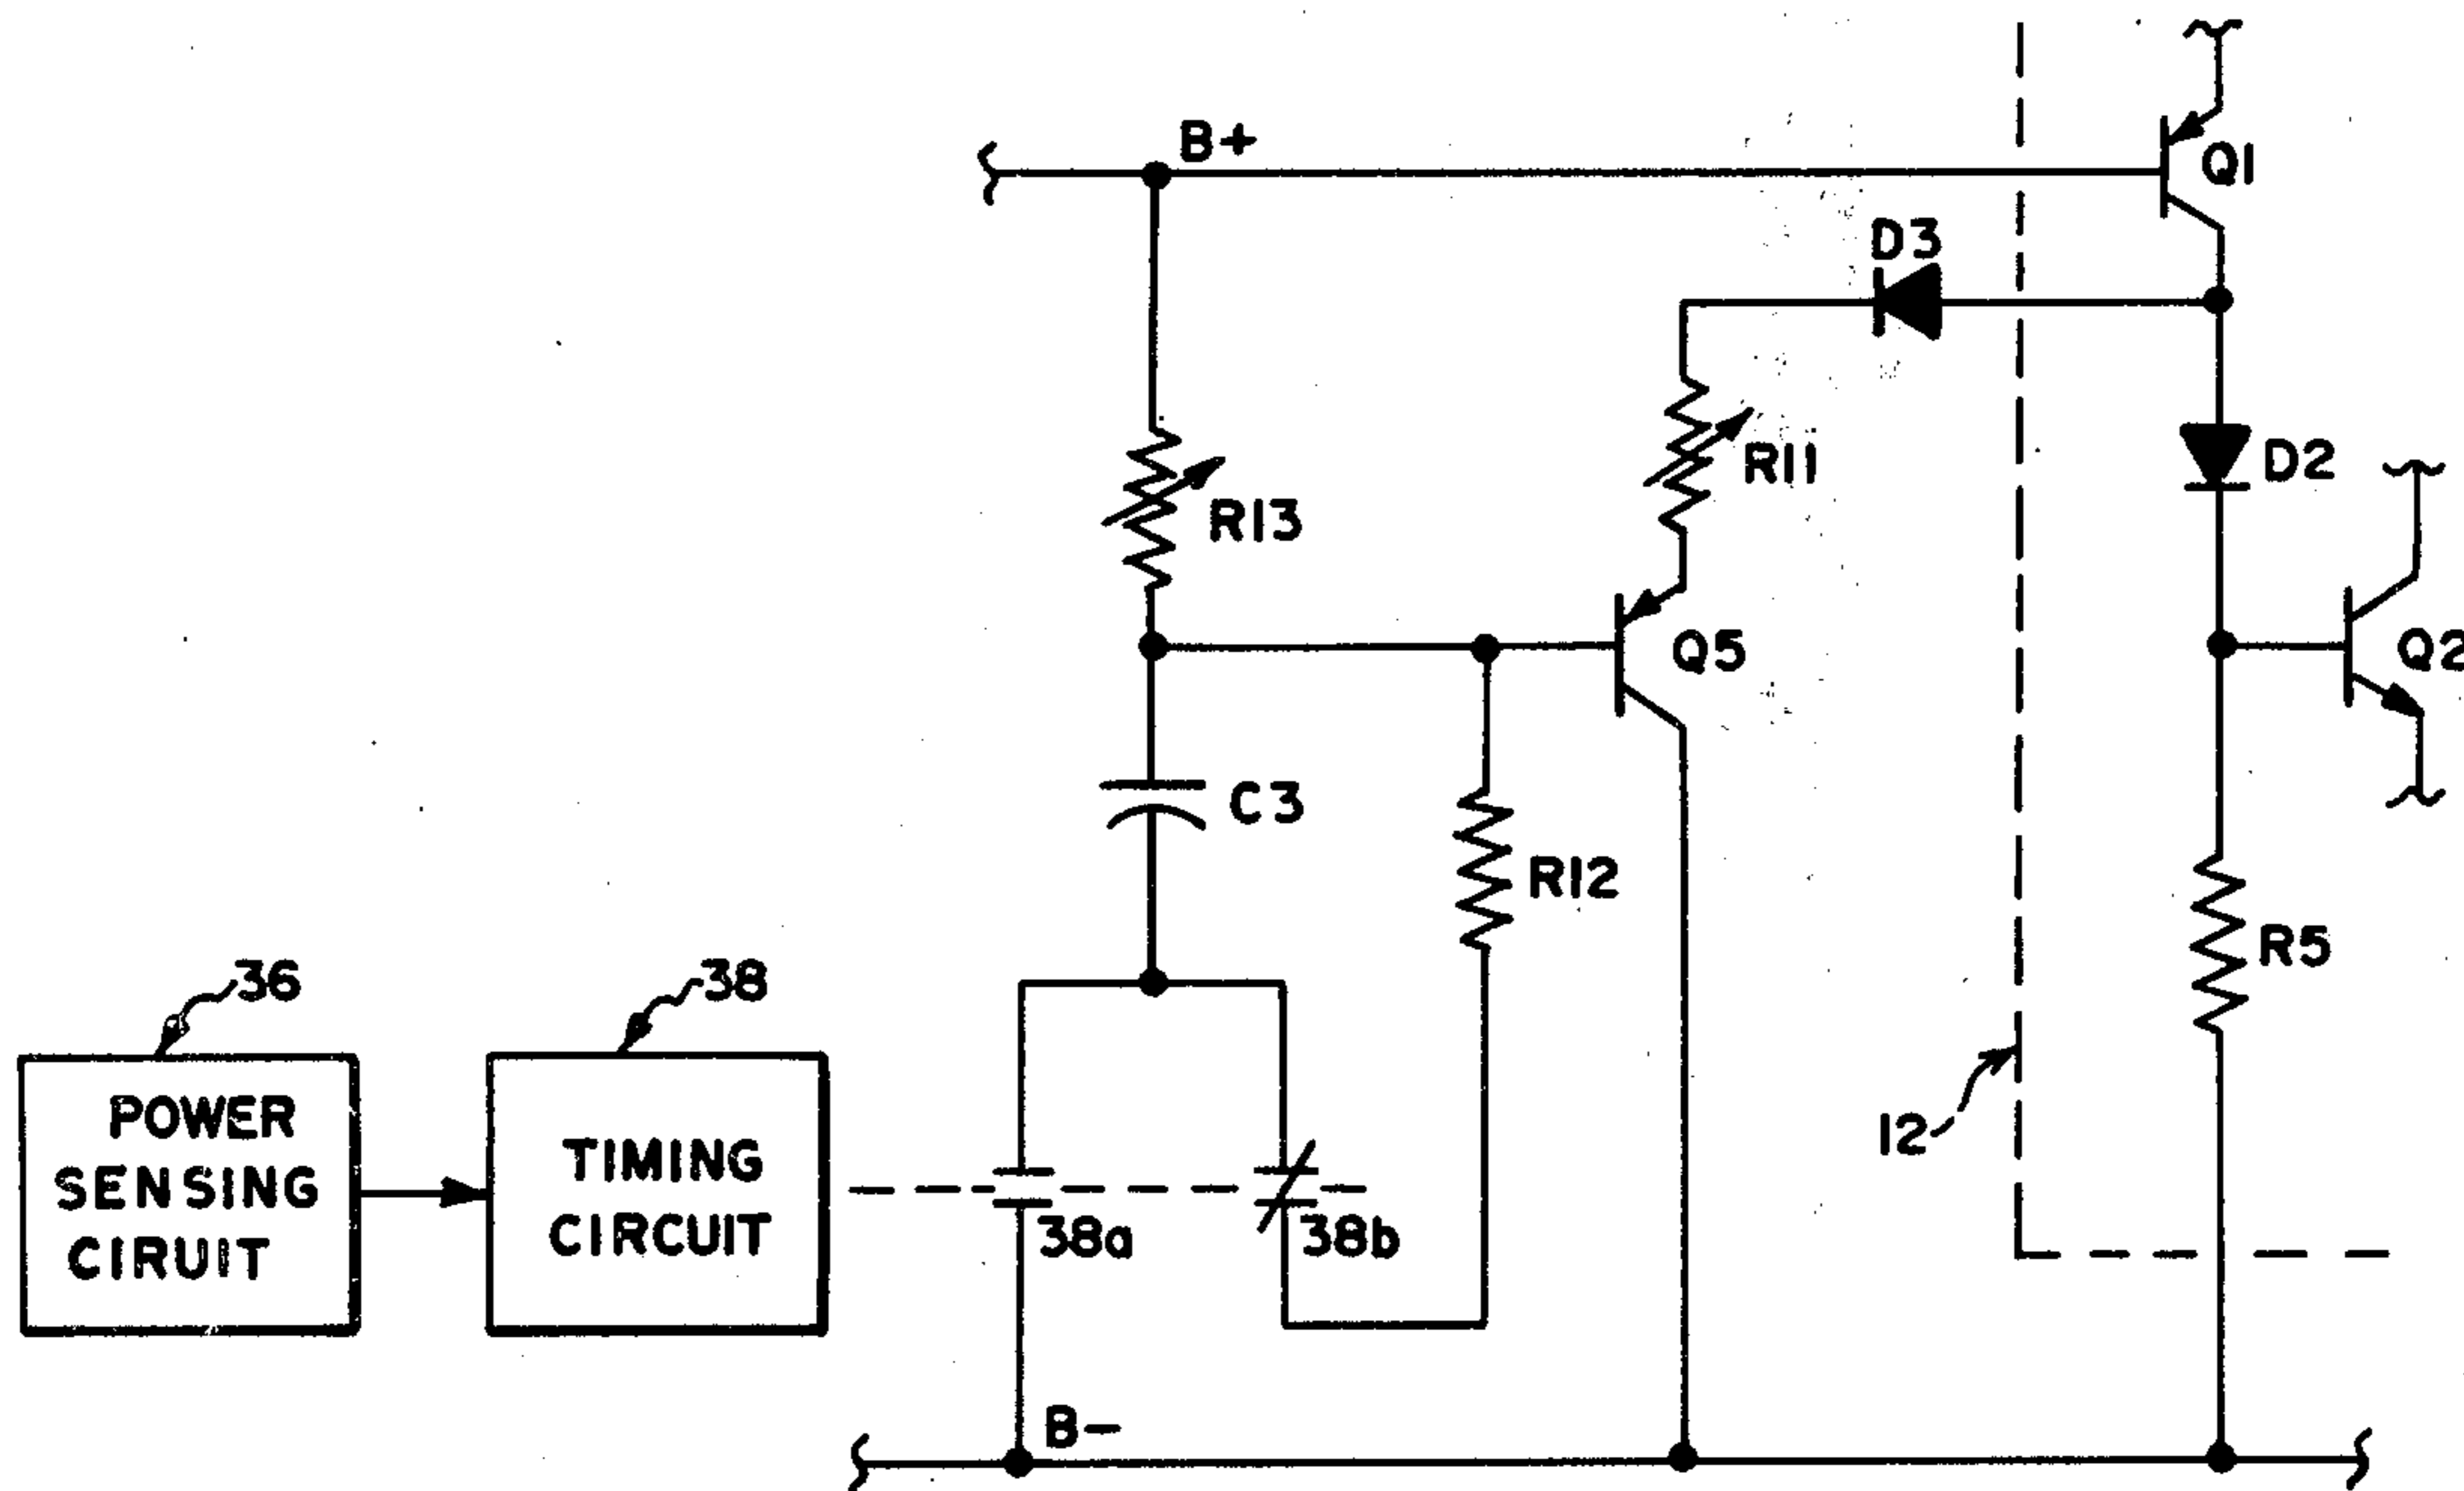 B+
Q1
D3
R11
D2
R13
Q5
Q2
C3
R12
R5
36
38
POWER
SENSING
CIRUIT
TIMING
CIRCUIT
12
38a
38b
B-